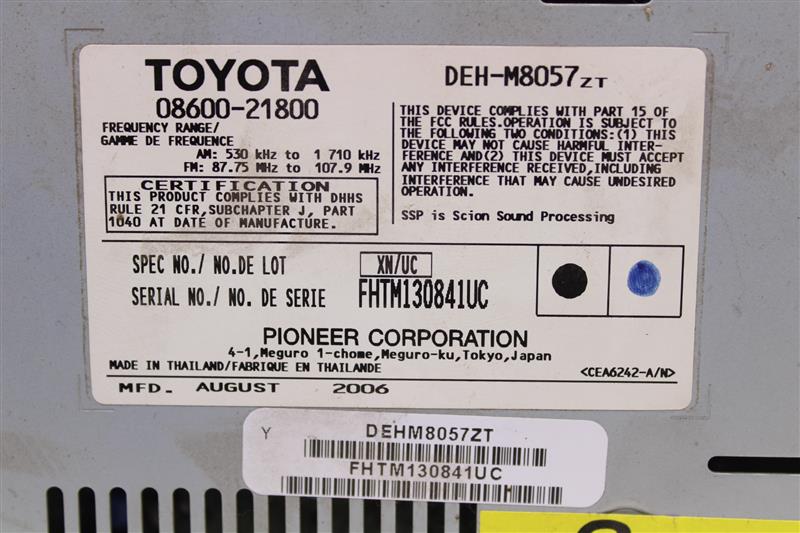 TOYOTA
08600-21800
FREQUENCY RANGE/
GAMME DE FREQUENCE
AM: 530 kHz to 1 710 kHz
FM: 87.75 MHz to 107.9 MHz
CERTIFICATION
THIS PRODUCT COMPLIES WITH DHHS
RULE 21 CFR,SUBCHAPTER J, PART
1040 AT DATE OF MANUFACTURE.
DEH-M8057ZT
THIS DEVICE COMPLIES WITH PART 15 OF
THE FCC RULES.OPERATION IS SUBJECT TO
THE FOLLOWING TWO CONDITIONS:(1) THIS
DEVICE MAY NOT CAUSE HARMFUL INTER-
FERENCE AND(2) THIS DEVICE MUST ACCEPT
ANY INTERFERENCE RECEIVED,INCLUDING
INTERFERENCE THAT MAY CAUSE UNDESIRED
OPERATION.
SSP is Scion Sound Processing
SPEC NO./ NO.DE LOT XN/UC
SERIAL NO./ NO. DE SERIE FHTM130841UC
PIONEER CORPORATION
4-1,Meguro 1-chome,Meguro-ku,Tokyo,Japan
MADE IN THAILAND/FABRIQUE EN THAILANDE <CEA6242-A/N>
MFD. AUGUST 2006
Y DEHM8057ZT
FHTM130841UC